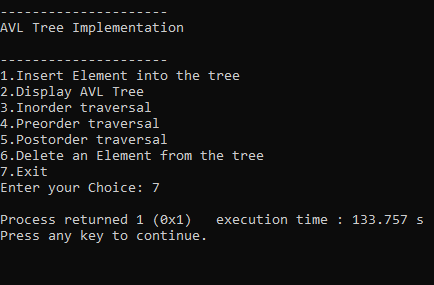 ---------------------
AVL Tree Implementation
---------------------
1.Insert Element into the tree
2.Display AVL Tree
3.Inorder traversal
4.Preorder traversal
5.Postorder traversal
6.Delete an Element from the tree
7.Exit
Enter your Choice: 7
Process returned 1 (0x1)   execution time : 133.757 s
Press any key to continue.